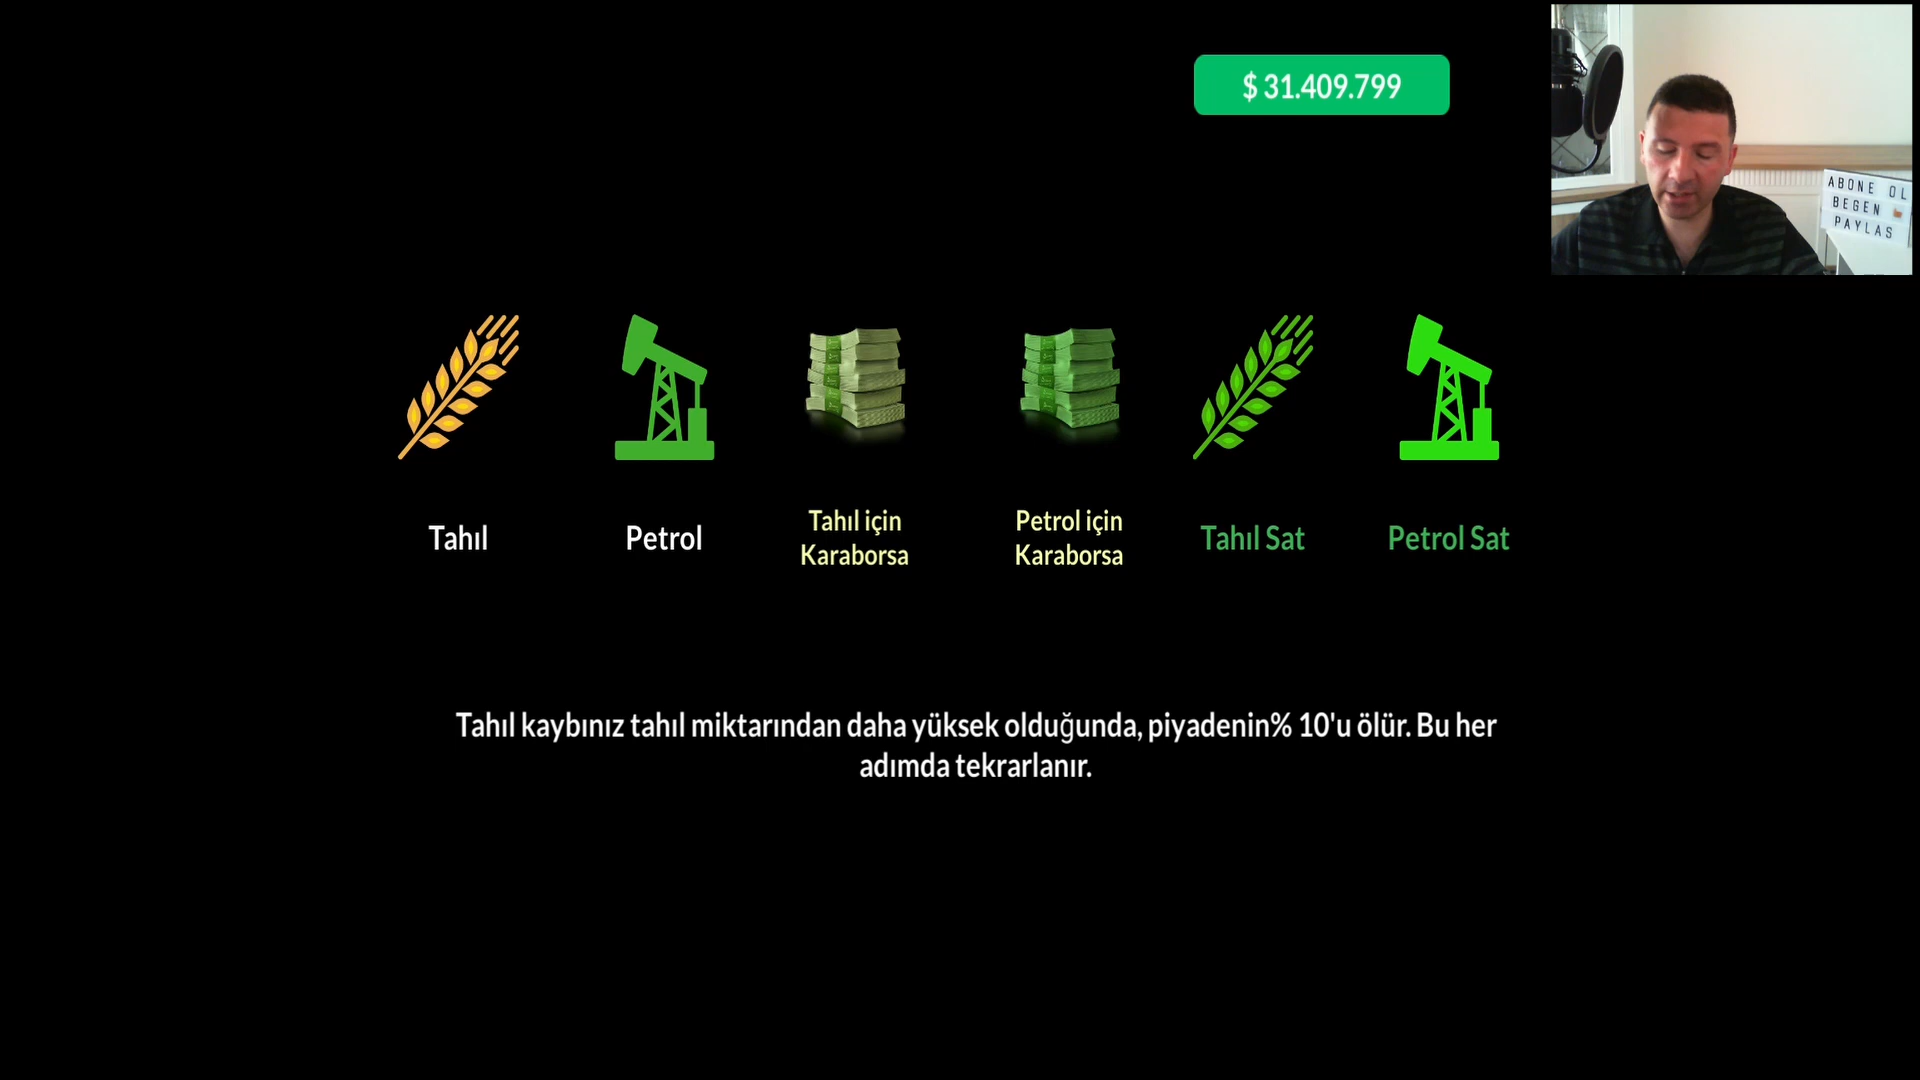 $ 31.409.799
ABONE OL
BEGEN
PAYLAS
Tahıl
Petrol
Tahıl için
Karaborsa
Petrol için
Karaborsa
Tahıl Sat
Petrol Sat
Tahıl kaybınız tahıl miktarından daha yüksek olduğunda, piyadenin% 10'u ölür. Bu her
adımda tekrarlanır.